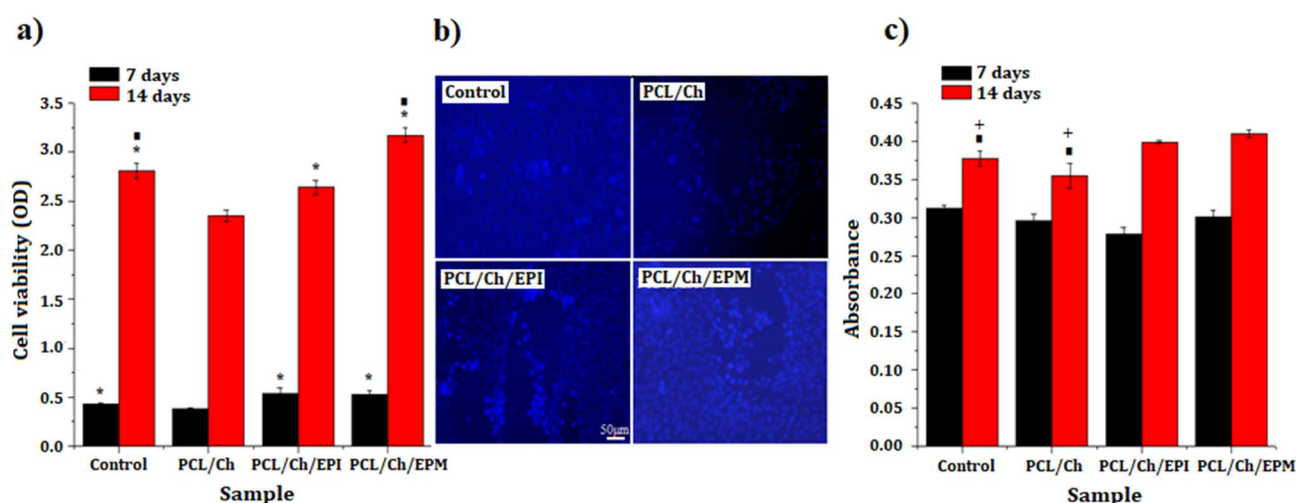 a)
7 days
14 days
Cell viability (OD)
3.5
3.0
2.5
2.0
1.5
1.0
0.5
0.0
*
*
*
*
*
*
Control
PCL/Ch
PCL/Ch/EPI
PCL/Ch/EPM
Sample
b)
Control
PCL/Ch
PCL/Ch/EPI
PCL/Ch/EPM
50μm
c)
7 days
14 days
Absorbance
0.45
0.40
0.35
0.30
0.25
0.20
0.15
0.10
0.05
0.00
+
+
Control
PCL/Ch
PCL/Ch/EPI
PCL/Ch/EPM
Sample